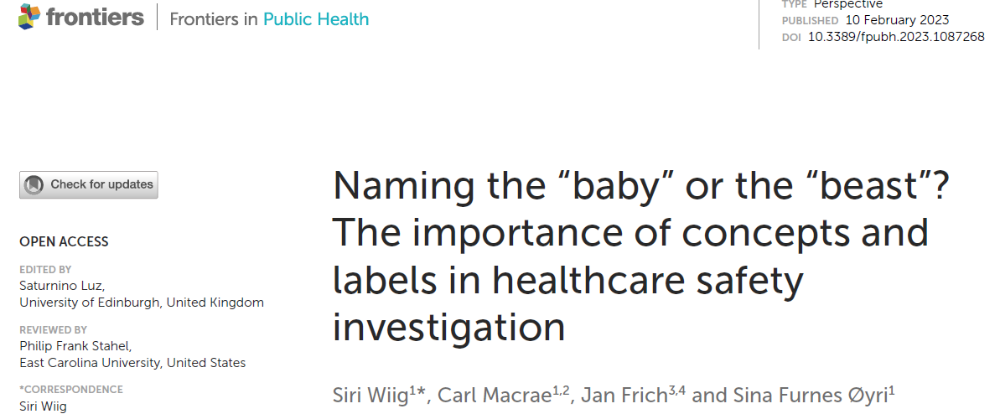 frontiers | Frontiers in Public Health
TYPE Perspective
PUBLISHED 10 February 2023
DOI 10.3389/fpubh.2023.1087268
Check for updates
OPEN ACCESS
EDITED BY
Saturnino Luz,
University of Edinburgh, United Kingdom
REVIEWED BY
Philip Frank Stahel,
East Carolina University, United States
*CORRESPONDENCE
Siri Wiig
Naming the “baby” or the “beast”?
The importance of concepts and
labels in healthcare safety
investigation
Siri Wiig1*, Carl Macrae1,2, Jan Frich3,4 and Sina Furnes Øyri1